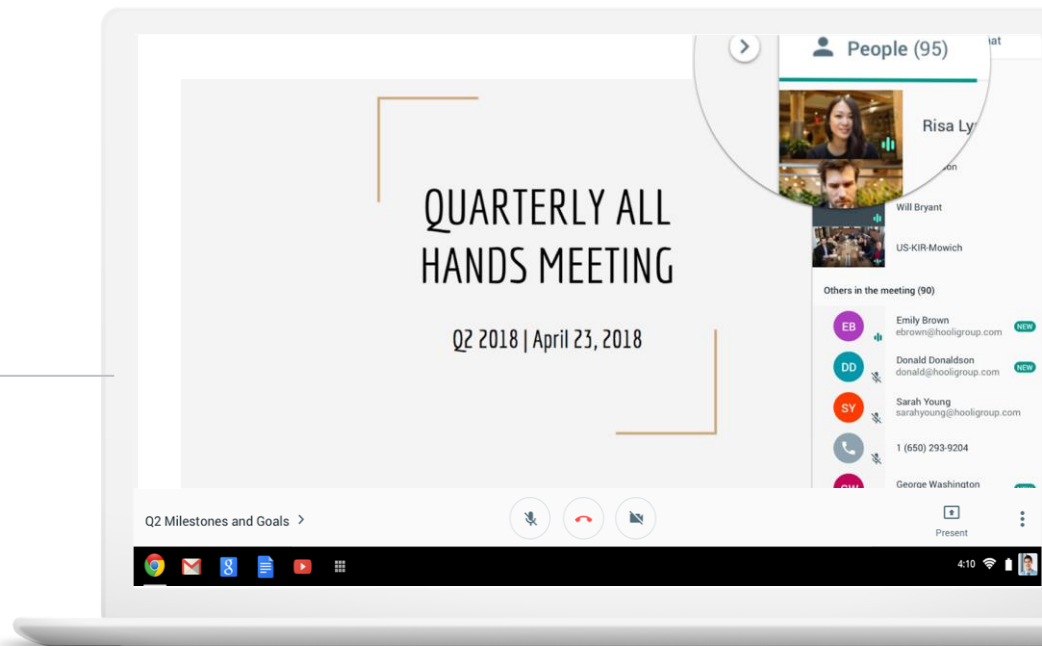 People (95)
Risa
QUARTERLY ALL
HANDS MEETING
Q2 2018 | April 23, 2018
Will Bryant
US-KIR-Mowich
Others in the meeting (90)
EB
Emily Brown
ebrown@hooligroup.com
NEW
DD
Donald Donaldson
donald@hooligroup.com
NEW
SY
Sarah Young
sarahyoung@hooligroup.com
1 (650) 293-9204
George Washington
Q2 Milestones and Goals
Present
8
4:10